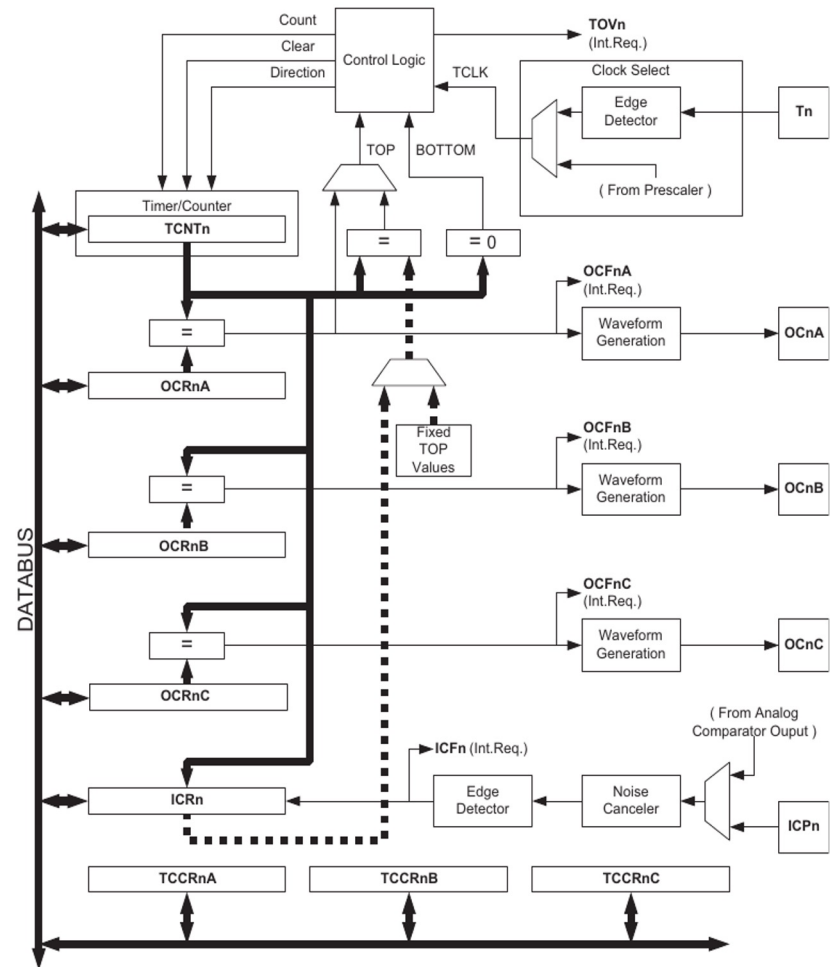 Count
Clear
Direction
Control Logic
TOVn
(Int.Req.)
TCLK
Clock Select
Edge
Detector
Tn
( From Prescaler )
TOP
BOTTOM
Timer/Counter
TCNTn
=
= 0
=
OCRnA
OCFnA
(Int.Req.)
Waveform
Generation
OCnA
Fixed
TOP
Values
=
OCRnB
OCFnB
(Int.Req.)
Waveform
Generation
OCnB
DATABUS
=
OCRnC
OCFnC
(Int.Req.)
Waveform
Generation
OCnC
( From Analog
Comparator Ouput )
ICFn (Int.Req.)
ICRn
Edge
Detector
Noise
Canceler
ICPn
TCCRnA
TCCRnB
TCCRnC